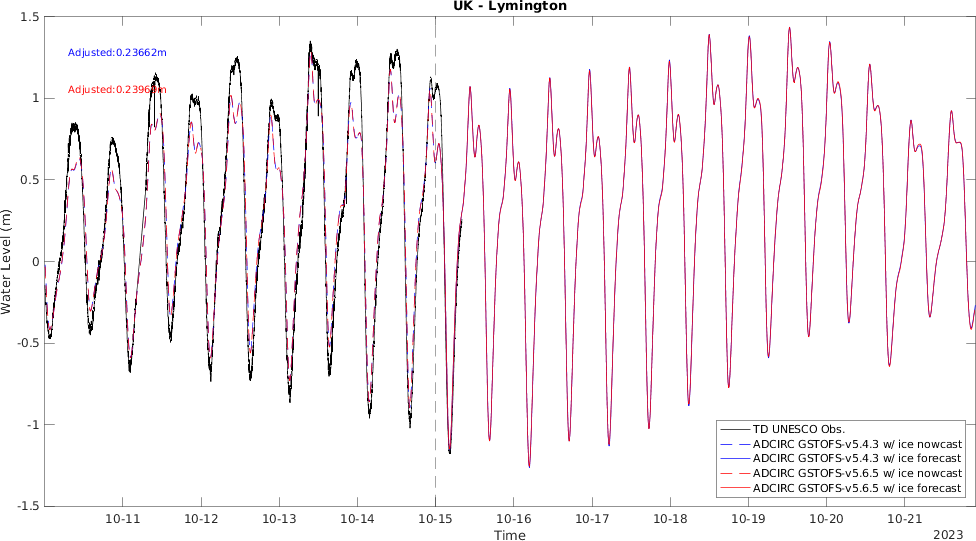 UK - Lymington
1.5
1
0.5
0
-0.5
-1
-1.5
Water Level (m)
Adjusted:0.23662m
Adjusted:0.2396
10-11
10-12
10-13
10-14
10-15
10-16
10-17
10-18
10-19
10-20
10-21
Time
2023
TD UNESCO Obs.
ADCIRC GSTOFS-v5.4.3 w/ ice nowcast
ADCIRC GSTOFS-v5.4.3 w/ ice forecast
ADCIRC GSTOFS-v5.6.5 w/ ice nowcast
ADCIRC GSTOFS-v5.6.5 w/ ice forecast